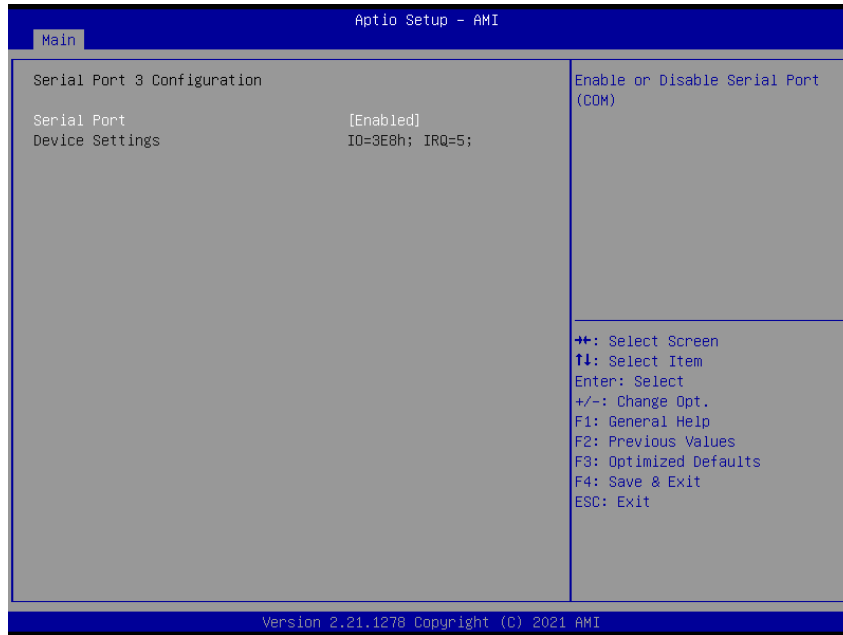 Aptio Setup – AMI
Main
Serial Port 3 Configuration
Serial Port [Enabled]
Device Settings IO=3E8h; IRQ=5;
Enable or Disable Serial Port
(COM)
→←: Select Screen
↑↓: Select Item
Enter: Select
+/-: Change Opt.
F1: General Help
F2: Previous Values
F3: Optimized Defaults
F4: Save & Exit
ESC: Exit
Version 2.21.1278 Copyright (C) 2021 AMI